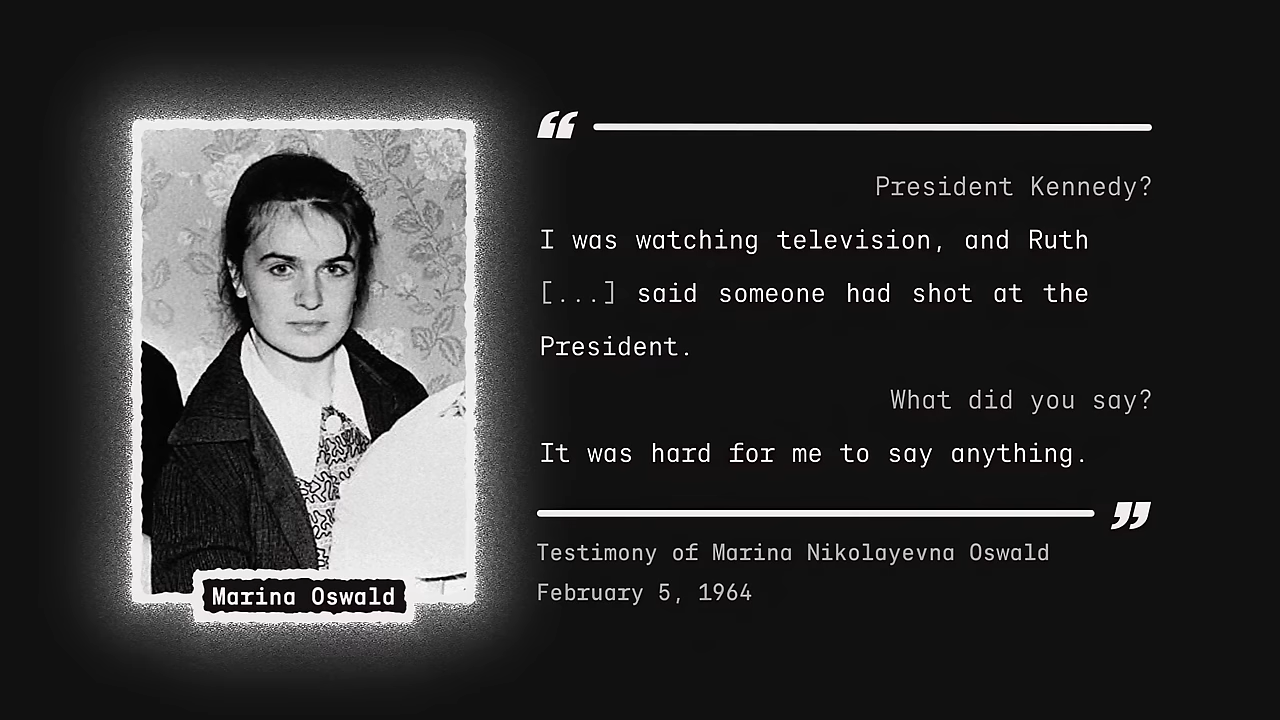 “
President Kennedy?
I was watching television, and Ruth
[...] said someone had shot at the
President.
What did you say?
It was hard for me to say anything.
”
Testimony of Marina Nikolayevna Oswald
February 5, 1964
Marina Oswald